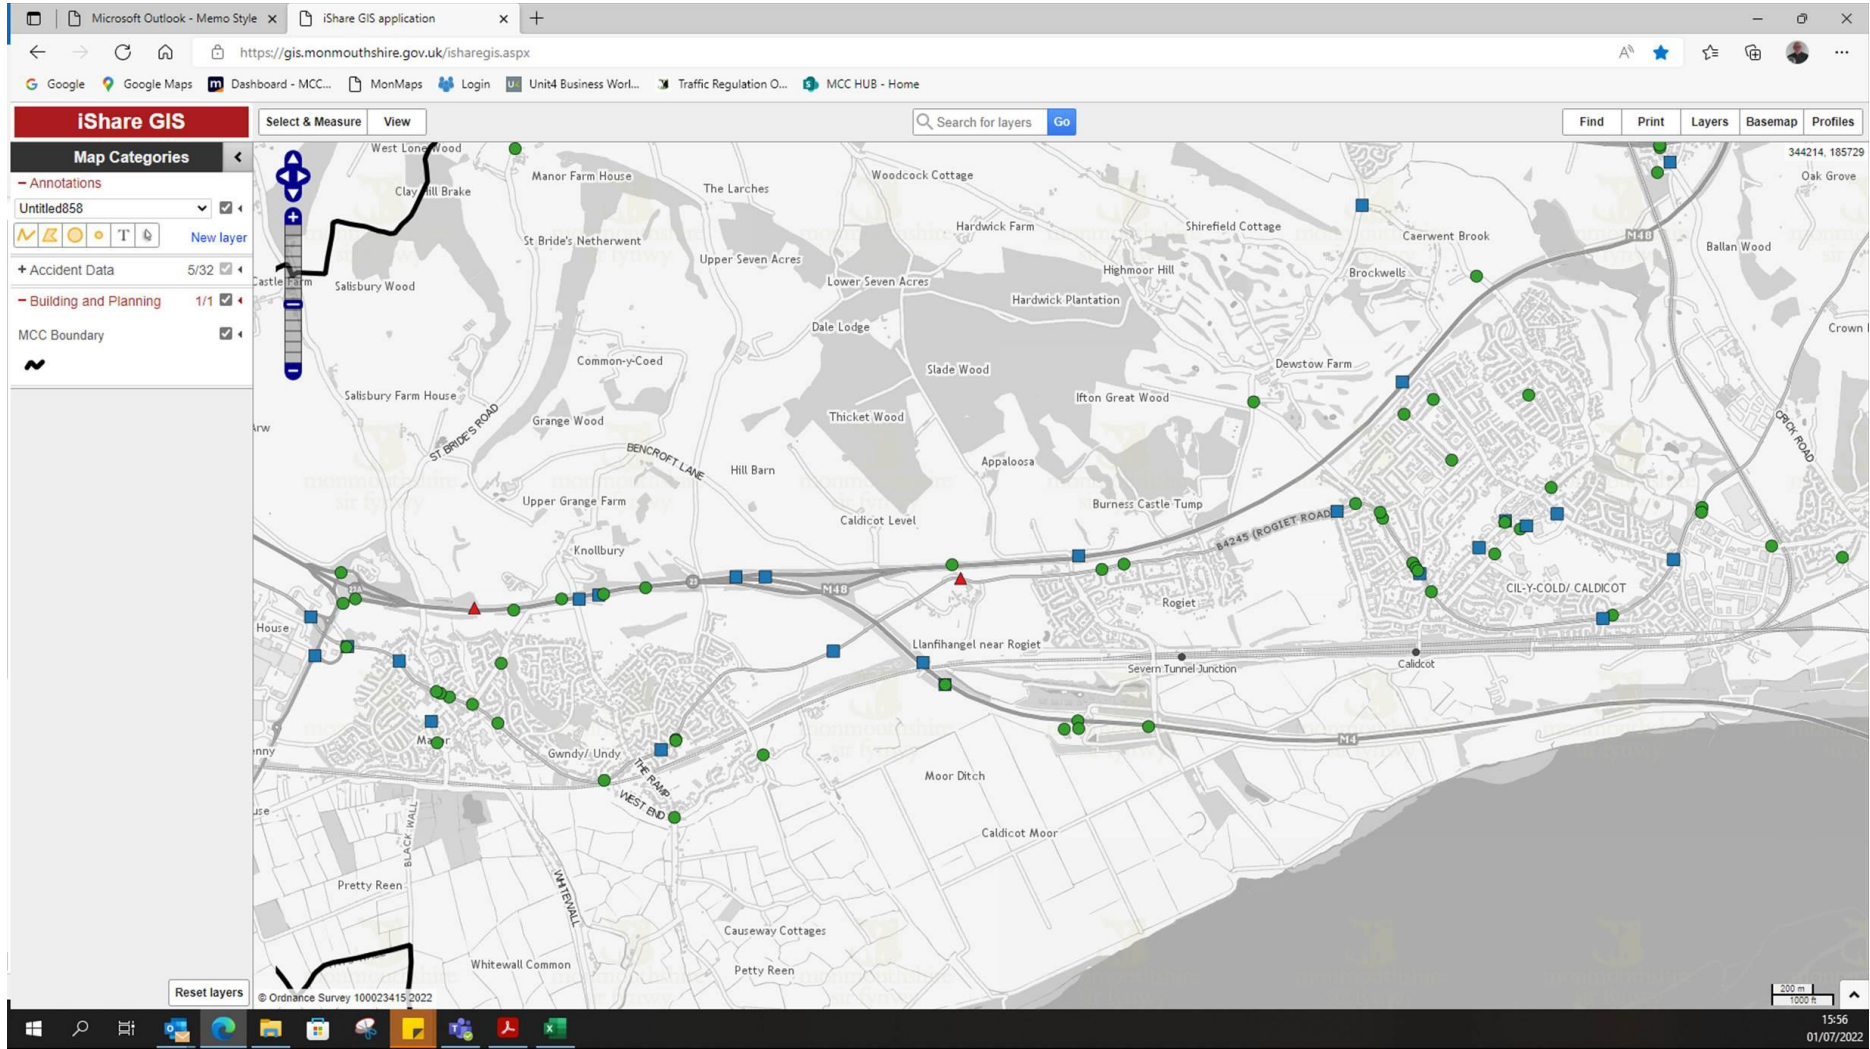 Microsoft Outlook - Memo Style
iShare GIS application
https://gis.monmouthshire.gov.uk/isharegis.aspx
Google
Google Maps
Dashboard - MCC...
MonMaps
Login
Unit4 Business Worl...
Traffic Regulation O...
MCC HUB - Home
iShare GIS
Select & Measure
View
Search for layers
Go
Find
Print
Layers
Basemap
Profiles
Map Categories
Annotations
Untitled858
T
New layer
Accident Data 5/32
Building and Planning 1/1
MCC Boundary
Reset layers
344214, 185729
West Lone Wood
Clay Hill Brake
Manor Farm House
The Larches
Woodcock Cottage
Oak Grove
St Bride's Netherwent
Hardwick Farm
Shirefield Cottage
Caerwent Brook
M48
Ballan Wood
Castle Farm
Salisbury Wood
Upper Seven Acres
Lower Seven Acres
Highmoor Hill
Brockwells
Hardwick Plantation
Dale Lodge
Crown
Common-y-Coed
Slade Wood
Dewstow Farm
Salisbury Farm House
Ifton Great Wood
ST BRIDE'S ROAD
Grange Wood
Thicket Wood
CRICK ROAD
BENCROFT LANE
Hill Barn
Appaloosa
Upper Grange Farm
Caldicot Level
Burness Castle Tump
B4245 (ROGIET ROAD
Knollbury
23A
23
M48
CIL-Y-COLD/ CALDICOT
Rogiet
House
Llanfihangel near Rogiet
Severn Tunnel Junction
Calidcot
Gwndy/ Undy
M4
THE RAMP
WEST END
Moor Ditch
BLACK WALL
Caldicot Moor
Pretty Reen
WHITEWALL
Causeway Cottages
Whitewall Common
Petty Reen
monmouthshire
sir fynwy
© Ordnance Survey 100023415 2022
200 m
1000 ft
15:56
01/07/2022